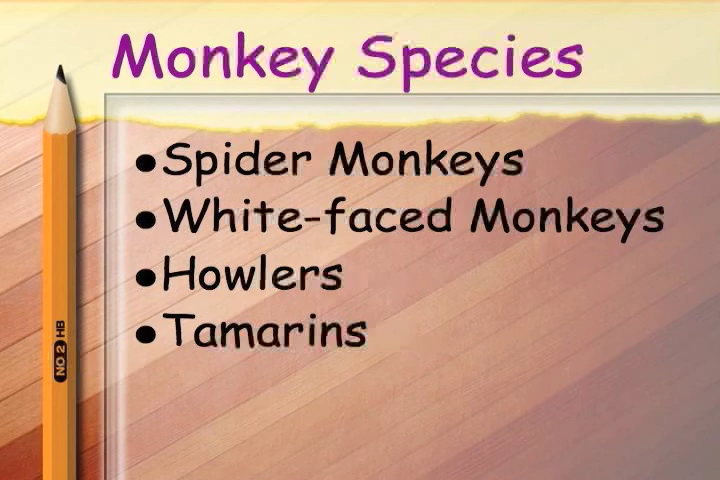 Monkey Species
●Spider Monkeys
●White-faced Monkeys
●Howlers
●Tamarins
NO 2 HB